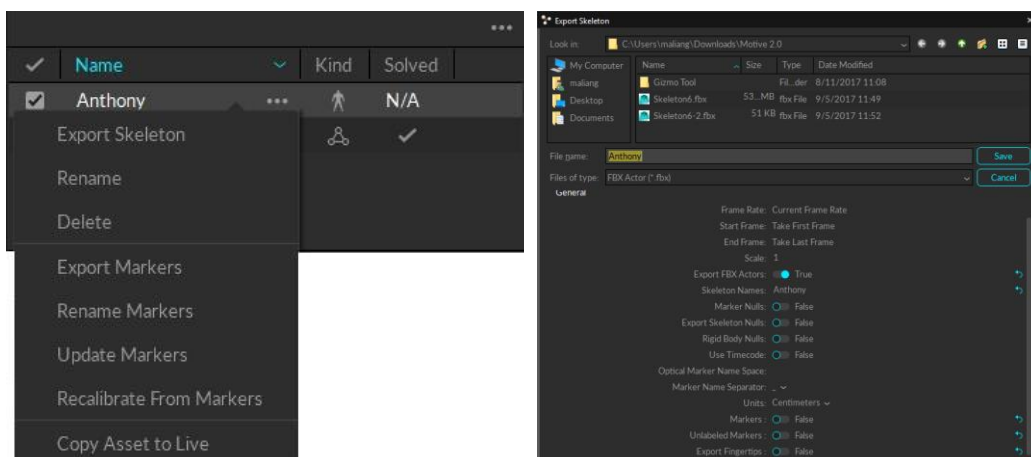 Name Kind Solved
Anthony N/A
Export Skeleton
Rename
Delete
Export Markers
Rename Markers
Update Markers
Recalibrate From Markers
Copy Asset to Live
Export Skeleton
Look in: C:\Users\maliang\Downloads\Motive 2.0
My Computer
maliang
Desktop
Documents
Name Size Type Date Modified
Gizmo Tool Fil...der 8/11/2017 11:08
Skeleton6.fbx 53...MB fbx File 9/5/2017 11:49
Skeleton6-2.fbx 51 KB fbx File 9/5/2017 11:52
File name: Anthony Save
Files of type: FBX Actor (*.fbx) Cancel
General
Frame Rate: Current Frame Rate
Start Frame: Take First Frame
End Frame: Take Last Frame
Scale: 1
Export FBX Actors: True
Skeleton Names: Anthony
Marker Nulls: False
Export Skeleton Nulls: False
Rigid Body Nulls: False
Use Timecode: False
Optical Marker Name Space:
Marker Name Separator: _
Units: Centimeters
Markers : False
Unlabeled Markers : False
Export Fingertips : False